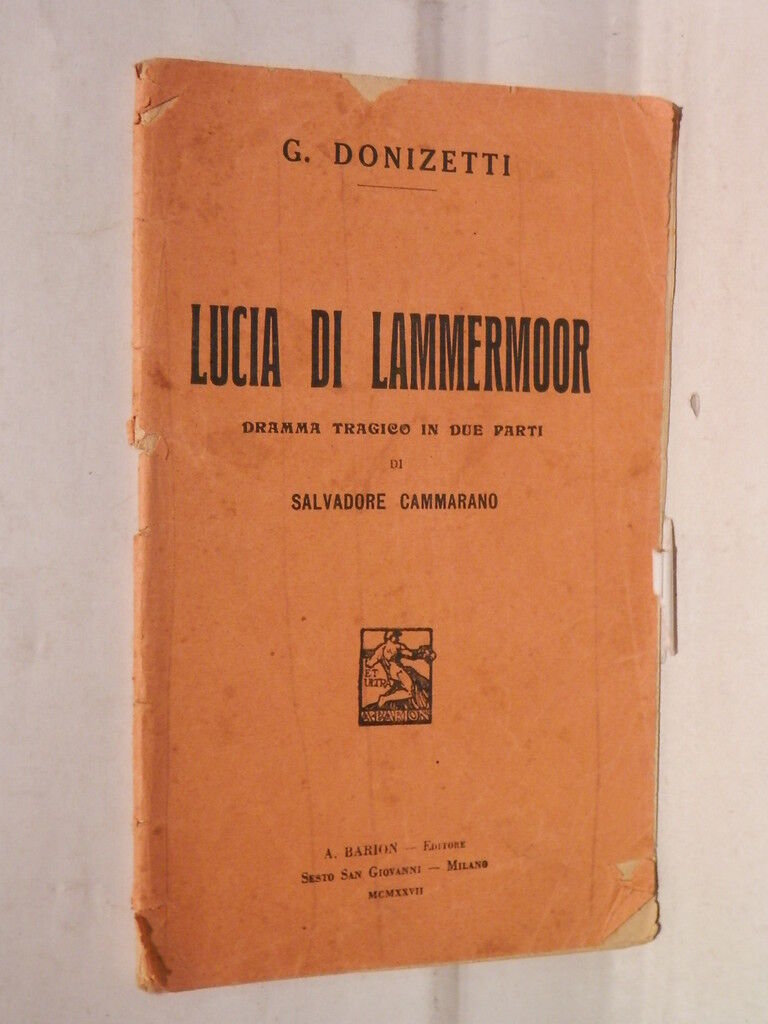 G. DONIZETTI
LUCIA DI LAMMERMOOR
DRAMMA TRAGICO IN DUE PARTI
DI
SALVADORE CAMMARANO
ET
ULTRA
A. BARION
A. BARION — EDITORE
SESTO SAN GIOVANNI — MILANO
MCMXXVII